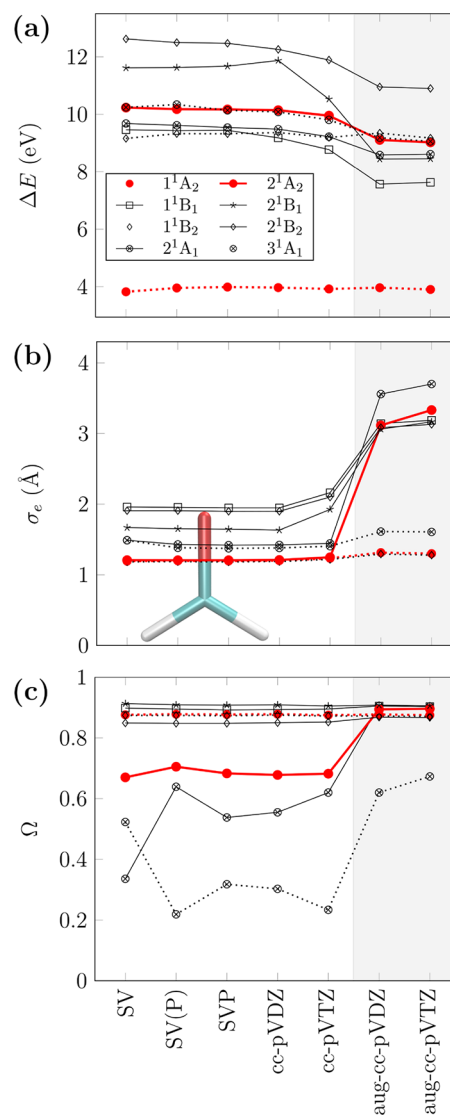 (a)
12
10
8
6
4
ΔE (eV)
1¹A₂ 2¹A₂
1¹B₁ 2¹B₁
1¹B₂ 2¹B₂
2¹A₁ 3¹A₁
(b)
4
3
2
1
0
σₑ (Å)
(c)
1
0.8
0.6
0.4
0.2
0
Ω
SV
SV(P)
SVP
cc-pVDZ
cc-pVTZ
aug-cc-pVDZ
aug-cc-pVTZ